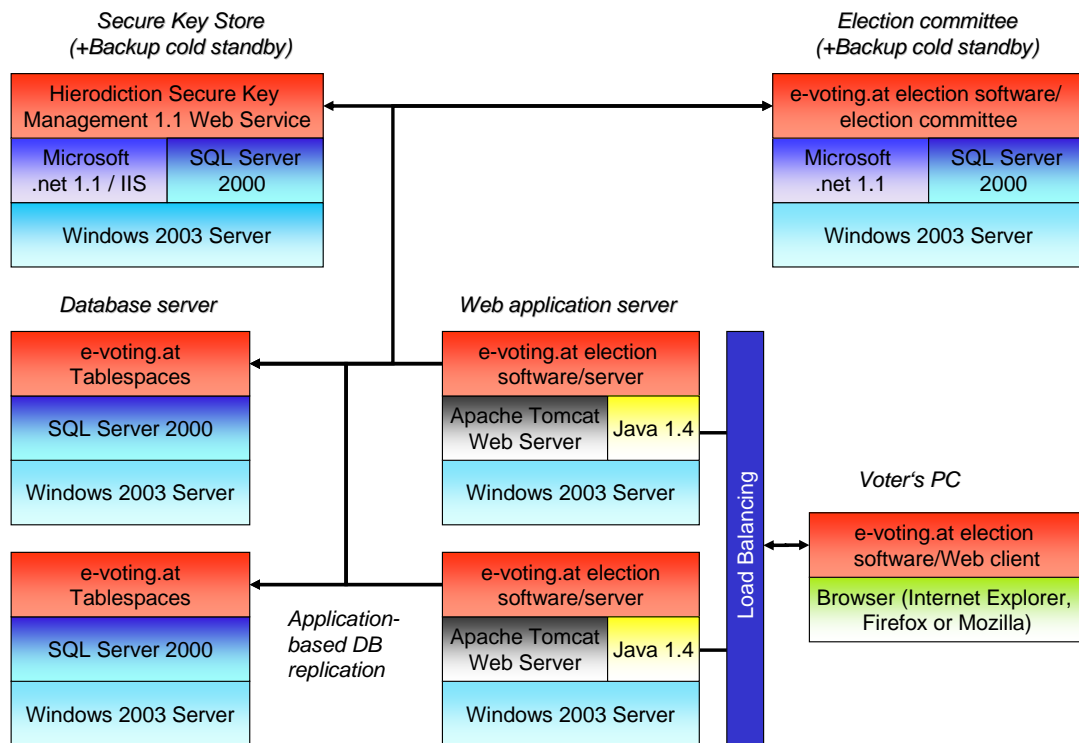 Secure Key Store
(+Backup cold standby)
Election committee
(+Backup cold standby)
Hierodiction Secure Key
Management 1.1 Web Service
Microsoft
.net 1.1 / IIS
SQL Server
2000
Windows 2003 Server
e-voting.at election software/
election committee
Microsoft
.net 1.1
SQL Server
2000
Windows 2003 Server
Database server
Web application server
e-voting.at
Tablespaces
SQL Server 2000
Windows 2003 Server
e-voting.at election
software/server
Apache Tomcat
Web Server
Java 1.4
Windows 2003 Server
Load Balancing
Voter‘s PC
e-voting.at election
software/Web client
Browser (Internet Explorer,
Firefox or Mozilla)
e-voting.at
Tablespaces
SQL Server 2000
Windows 2003 Server
Application-
based DB
replication
e-voting.at election
software/server
Apache Tomcat
Web Server
Java 1.4
Windows 2003 Server